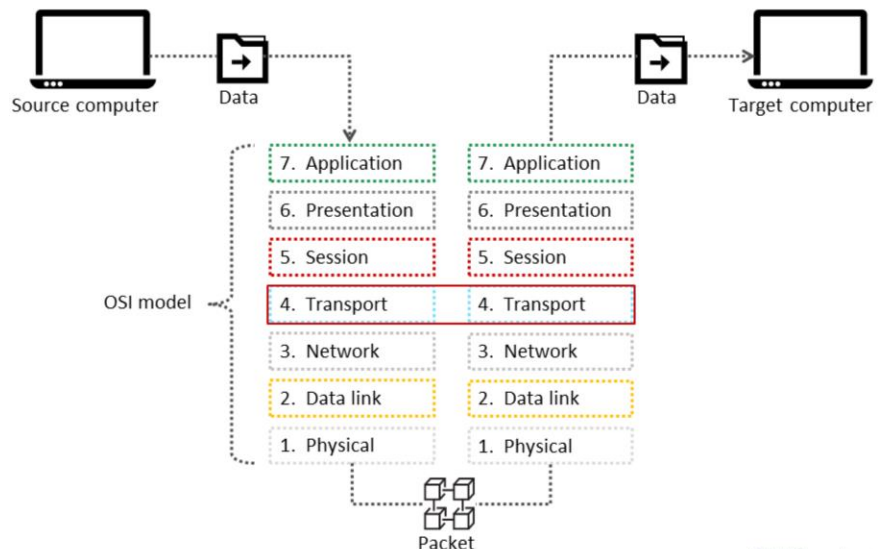 Source computer
Data
Data
Target computer
7. Application
7. Application
6. Presentation
6. Presentation
5. Session
5. Session
OSI model
4. Transport
4. Transport
3. Network
3. Network
2. Data link
2. Data link
1. Physical
1. Physical
Packet